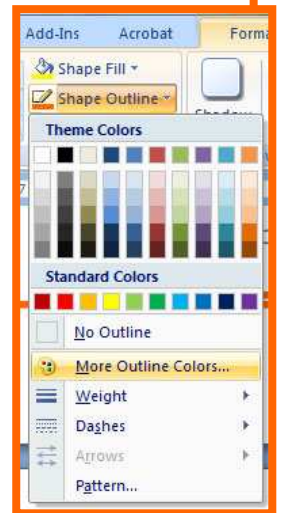 Add-Ins Acrobat Forma
Shape Fill
Shape Outline
Theme Colors
Standard Colors
No Outline
More Outline Colors...
Weight
Dashes
Arrows
Pattern...